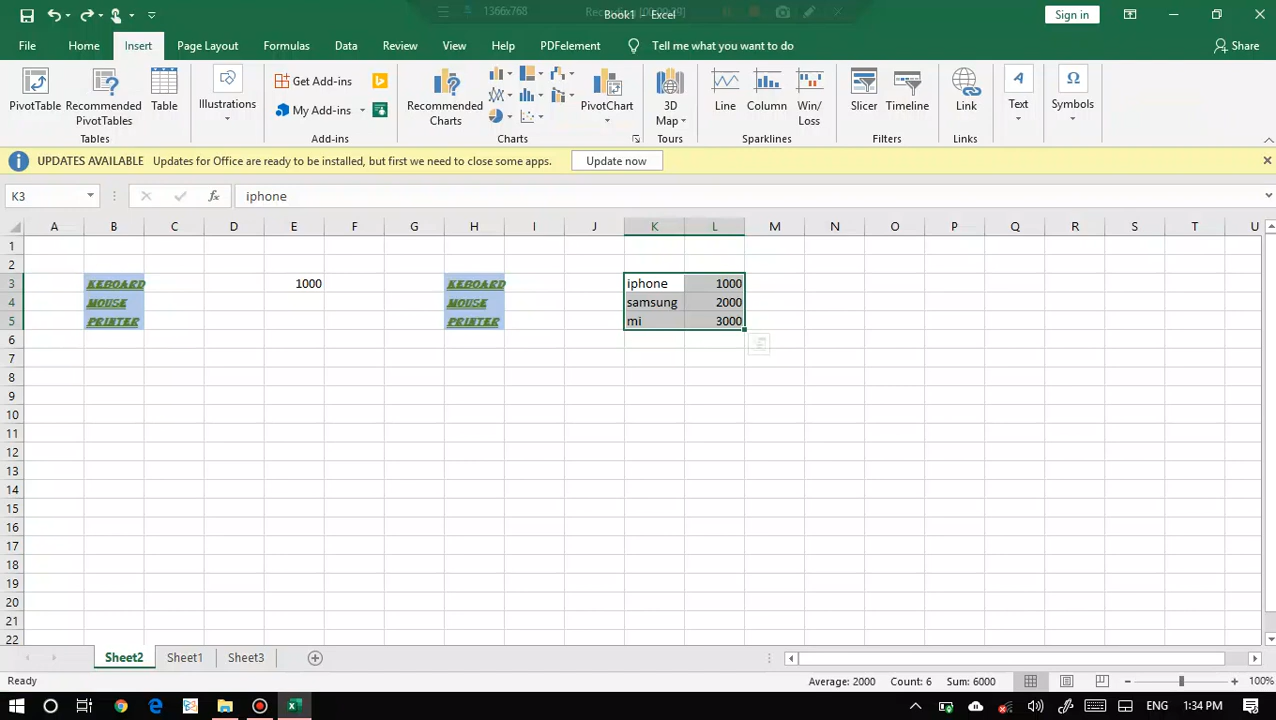 1366x768 Recording [00:00:29]
Book1 - Excel
Sign in
File Home Insert Page Layout Formulas Data Review View Help PDFelement Tell me what you want to do Share
PivotTable
Recommended
PivotTables
Table
Tables
Illustrations
Get Add-ins
My Add-ins
Add-ins
Recommended
Charts
PivotChart
Charts
3D
Map
Tours
Line
Column
Win/
Loss
Sparklines
Slicer
Timeline
Filters
Link
Links
Text
Symbols
UPDATES AVAILABLE Updates for Office are ready to be installed, but first we need to close some apps. Update now
K3 fx iphone
A B C D E F G H I J K L M N O P Q R S T U
1
2
3 KEBOARD 1000 KEBOARD iphone 1000
4 MOUSE MOUSE samsung 2000
5 PRINTER PRINTER mi 3000
6
7
8
9
10
11
12
13
14
15
16
17
18
19
20
21
22
Sheet2 Sheet1 Sheet3
Ready Average: 2000 Count: 6 Sum: 6000 100%
ENG 1:34 PM